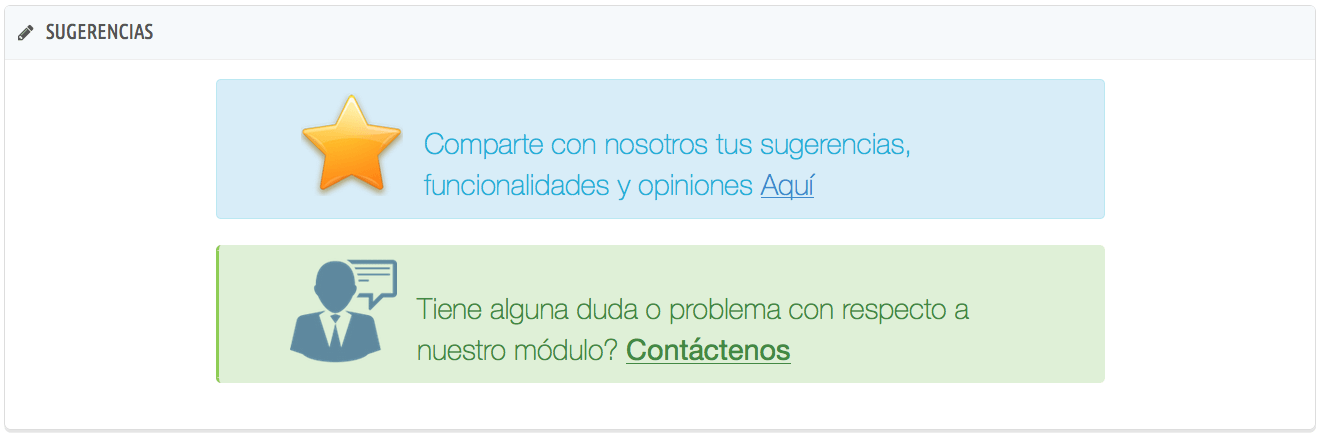 SUGERENCIAS
Comparte con nosotros tus sugerencias,
funcionalidades y opiniones Aquí
Tiene alguna duda o problema con respecto a
nuestro módulo? Contáctenos